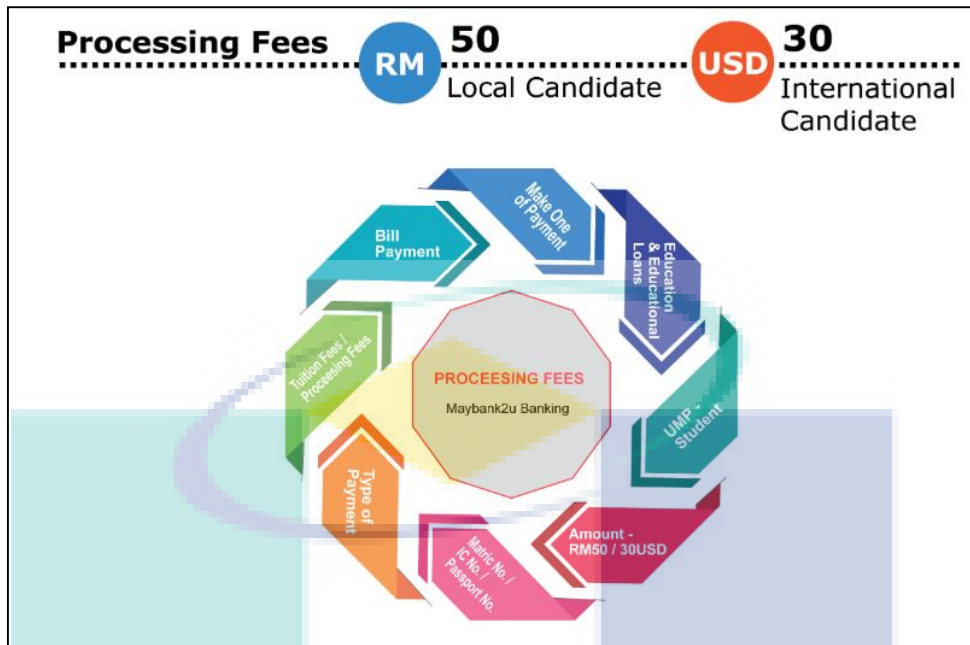 Processing Fees
RM
50
Local Candidate
USD
30
International
Candidate
Bill
Payment
Make One
of Payment
Education
& Educational
Loans
UMP -
Student
Amount -
RM50 / 30USD
Matric No. /
IC No. /
Passport No.
Type of
Payment
Tuition Fees /
Proceesing Fees
PROCEESING FEES
Maybank2u Banking